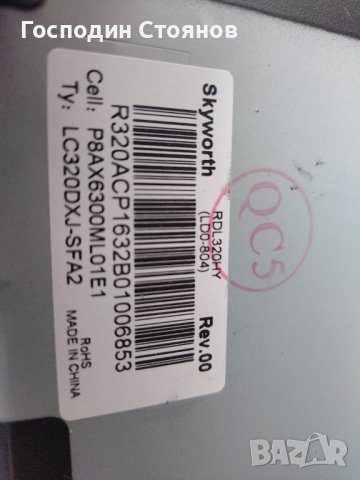 Господин Стоянов
Skyworth
RDL320HY
(LD0-804)
Rev.00
R320ACP1632B01006853
Cell: P8AX6300ML01E1
Ty: LC320DXJ-SFA2
RoHS
MADE IN CHINA
QC5
BAZAR